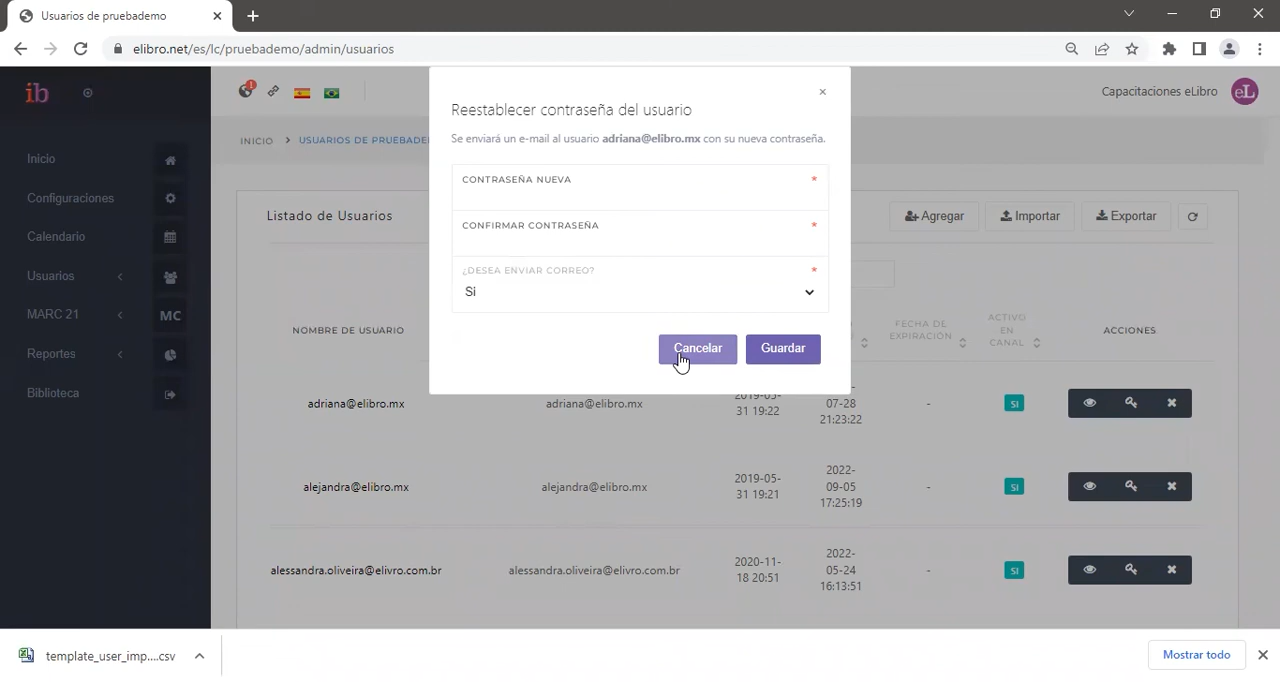 Usuarios de pruebademo
elibro.net/es/lc/pruebademo/admin/usuarios
ib
1
Capacitaciones eLibro
eL
Inicio
Configuraciones
Calendario
Usuarios
MARC 21
MC
Reportes
Biblioteca
INICIO > USUARIOS DE PRUEBADE
Listado de Usuarios
Agregar
Importar
Exportar
NOMBRE DE USUARIO
FECHA DE
EXPIRACIÓN
ACTIVO
EN
CANAL
ACCIONES
Reestablecer contraseña del usuario
×
Se enviará un e-mail al usuario adriana@elibro.mx con su nueva contraseña.
CONTRASEÑA NUEVA *
CONFIRMAR CONTRASEÑA *
¿DESEA ENVIAR CORREO? *
Si
Cancelar
Guardar
adriana@elibro.mx
adriana@elibro.mx
2019-05-
31 19:22
07-28
21:23:22
-
SI
alejandra@elibro.mx
alejandra@elibro.mx
2019-05-
31 19:21
2022-
09-05
17:25:19
-
SI
alessandra.oliveira@elivro.com.br
alessandra.oliveira@elivro.com.br
2020-11-
18 20:51
2022-
05-24
16:13:51
-
SI
template_user_imp....csv
Mostrar todo